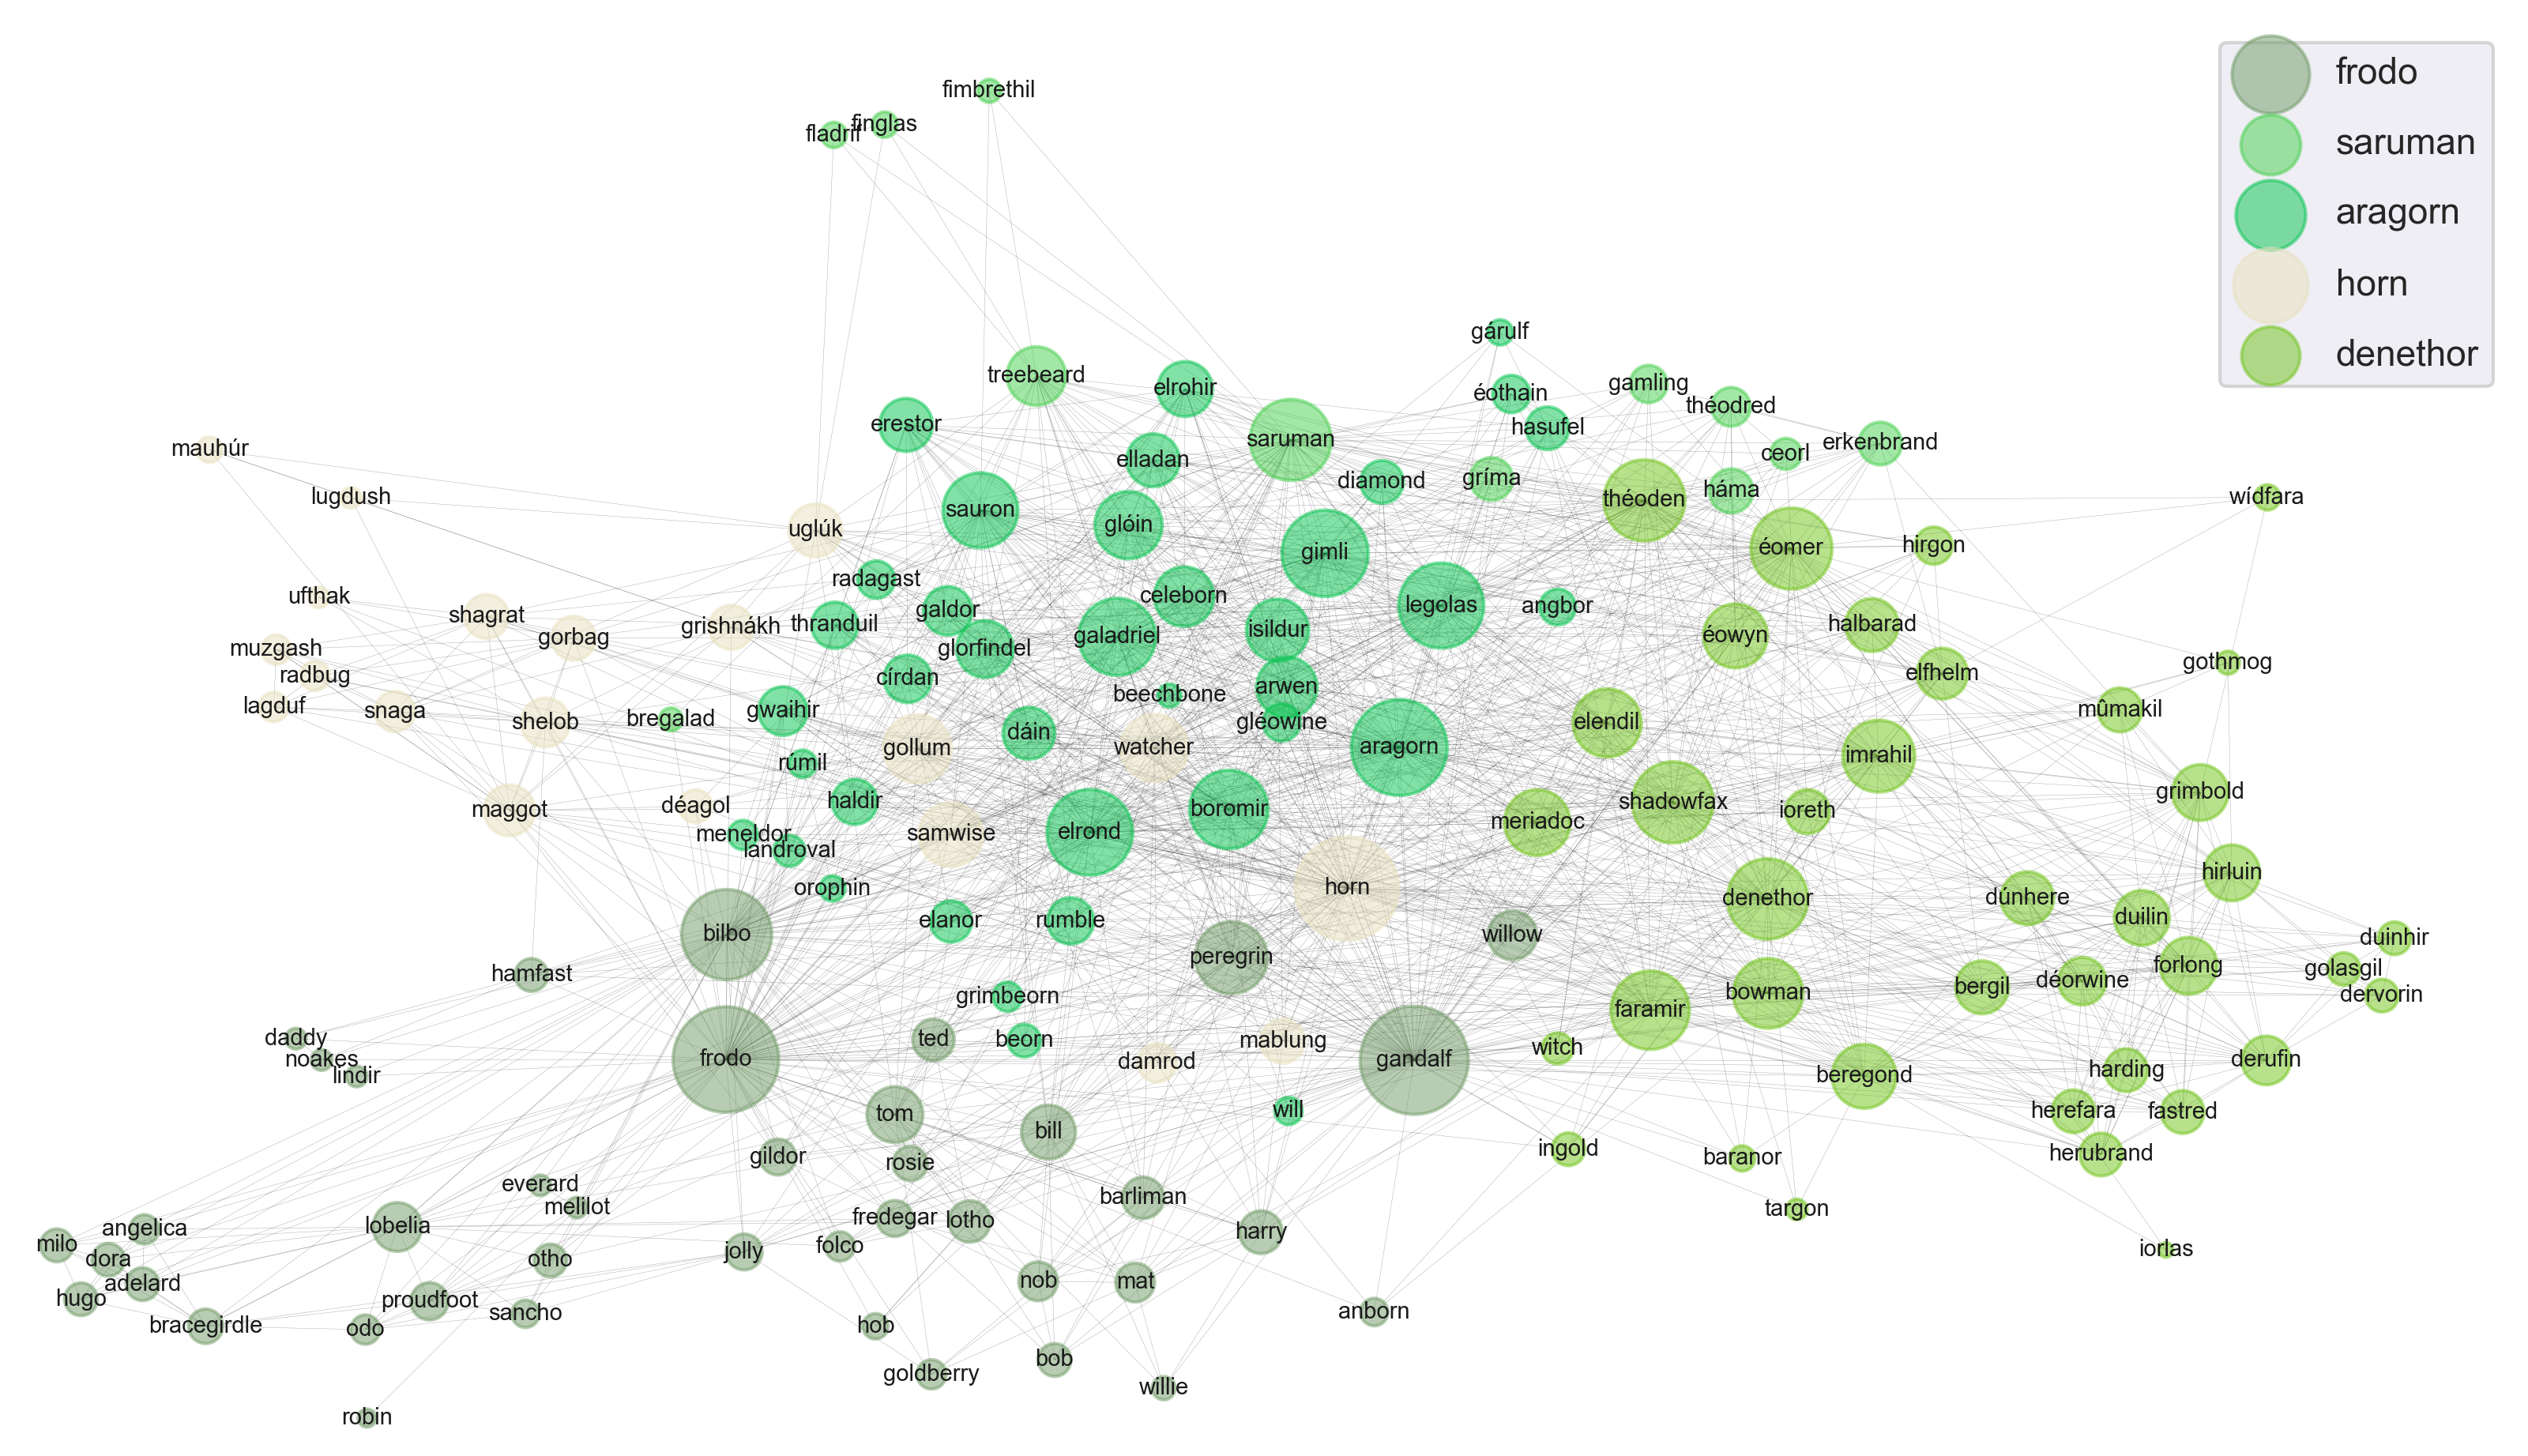 frodo
saruman
aragorn
horn
denethor
fimbrethil
finglas
fladrif
gárulf
treebeard
elrohir
éothain
gamling
théodred
erestor
saruman
hasufel
ceorl
erkenbrand
mauhúr
elladan
diamond
gríma
háma
lugdush
sauron
glóin
théoden
wídfara
uglúk
gimli
éomer
hirgon
radagast
ufthak
shagrat
thranduil
galdor
celeborn
legolas
angbor
gorbag
grishnákh
galadriel
isildur
éowyn
halbarad
muzgash
radbug
glorfindel
elfhelm
gothmog
lagduf
snaga
shelob
bregalad
gwaihir
círdan
beechbone
arwen
gléowine
elendil
mûmakil
gollum
dáin
watcher
aragorn
imrahil
rúmil
maggot
déagol
haldir
samwise
elrond
boromir
meriadoc
shadowfax
ioreth
grimbold
meneldor
landroval
orophin
horn
denethor
dúnhere
hirluin
bilbo
elanor
rumble
peregrin
willow
duilin
duinhir
hamfast
grimbeorn
faramir
bowman
bergil
déorwine
forlong
golasgil
dervorin
daddy
noakes
lindir
frodo
ted
beorn
damrod
mablung
gandalf
witch
beregond
harding
derufin
tom
bill
will
herefara
fastred
gildor
rosie
ingold
baranor
herubrand
everard
melilot
barliman
targon
angelica
lobelia
fredegar
lotho
harry
milo
dora
otho
jolly
folco
iorlas
hugo
adelard
proudfoot
sancho
nob
mat
bracegirdle
odo
hob
anborn
goldberry
bob
willie
robin